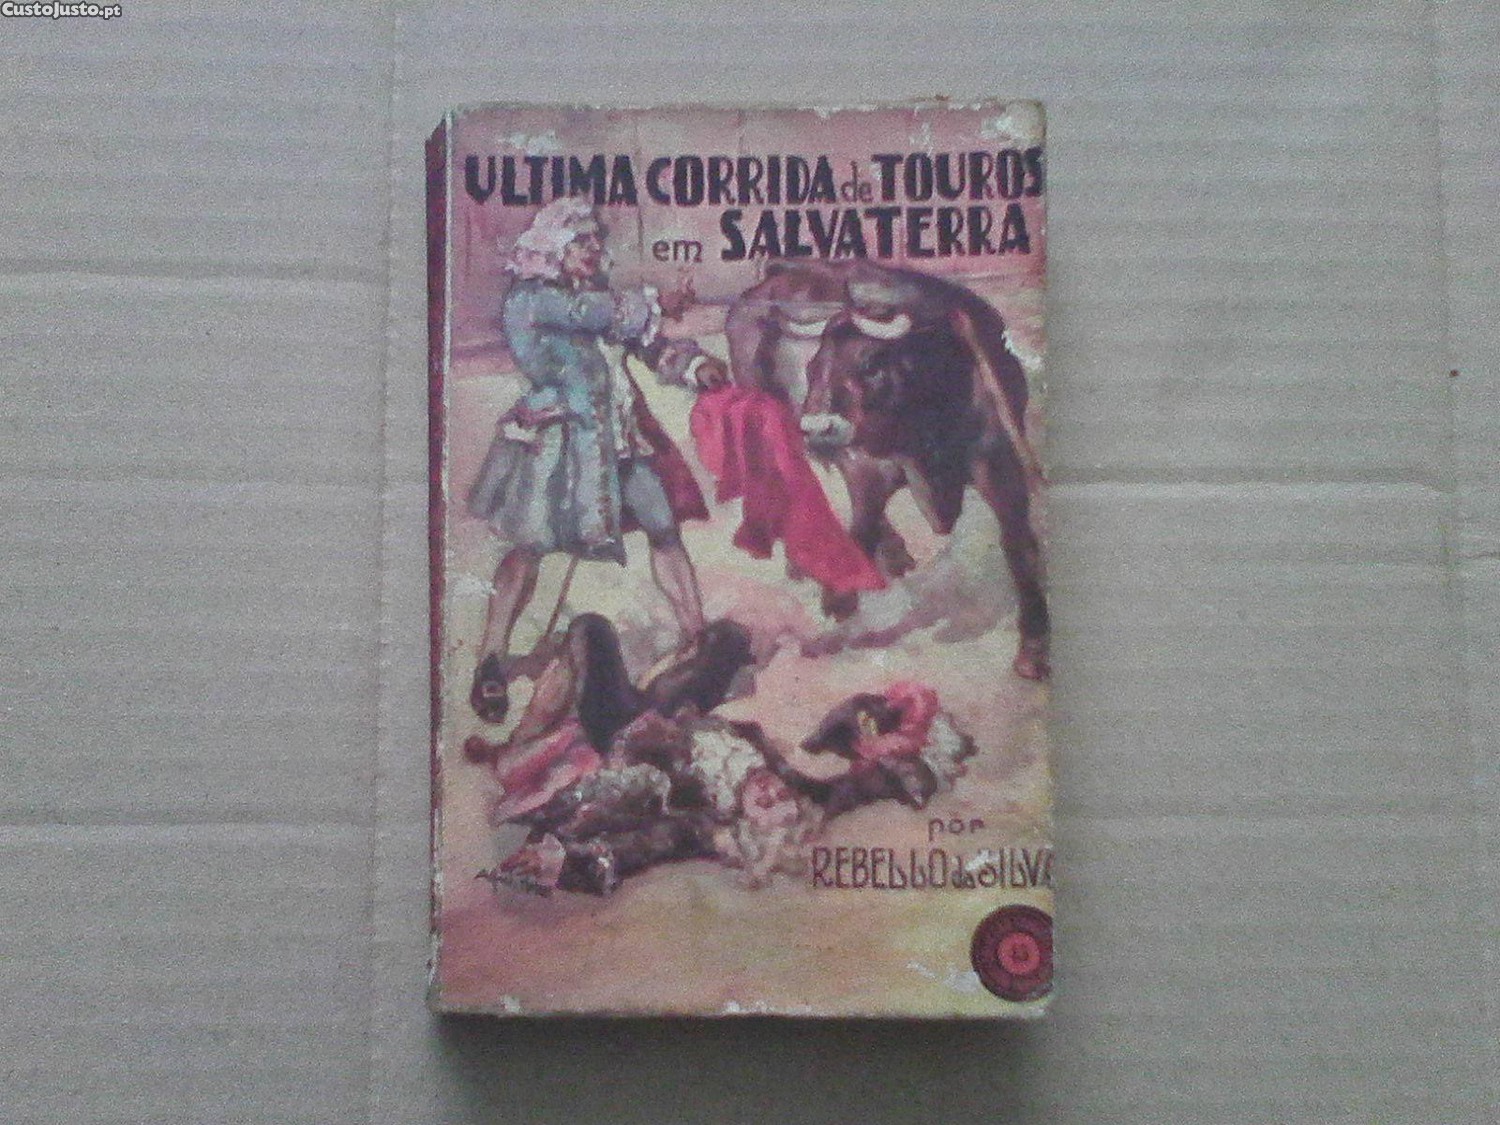 CustoJusto.pt
ULTIMA CORRIDA de TOUROS
em SALVATERRA
por
REBELLO da SILVA